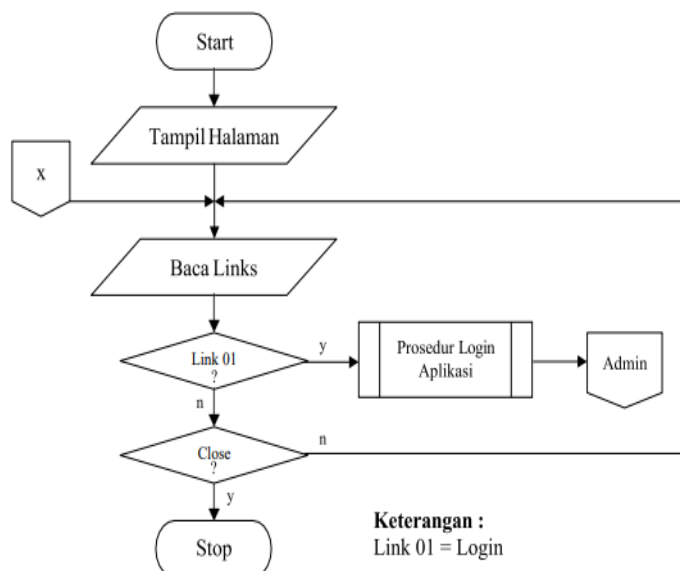 Start
Tampil Halaman
x
Baca Links
Link 01
?
y
Prosedur Login
Aplikasi
Admin
n
Close
?
n
y
Stop
Keterangan :
Link 01 = Login